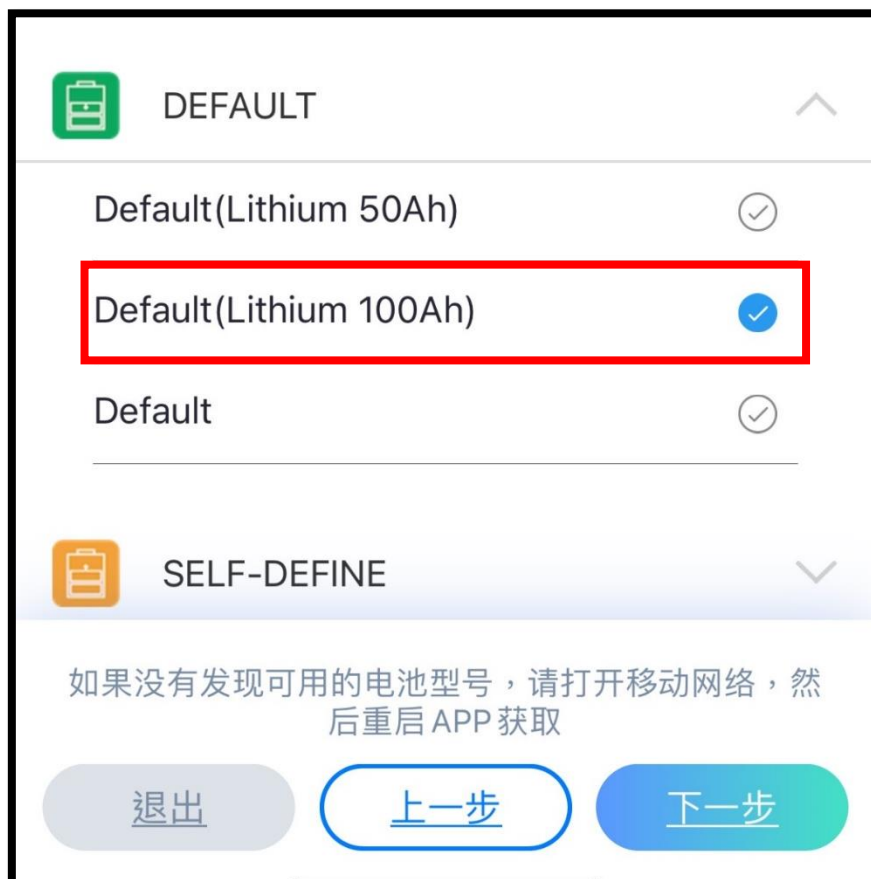 DEFAULT
Default(Lithium 50Ah)
Default(Lithium 100Ah)
Default
SELF-DEFINE
如果没有发现可用的电池型号，请打开移动网络，然
后重启APP获取
退出
上一步
下一步